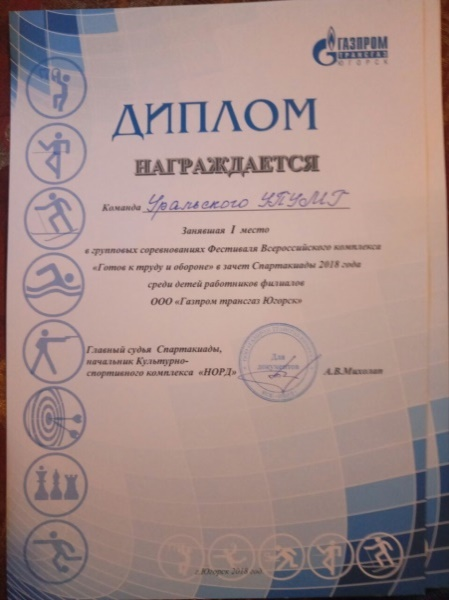 ГАЗПРОМ
ТРАНСГАЗ
ЮГОРСК
ДИПЛОМ
НАГРАЖДАЕТСЯ
Команда Уральского УПУМГ
Занявшая I место
в групповых соревнованиях Фестиваля Всероссийского комплекса
«Готов к труду и обороне» в зачет Спартакиады 2018 года
среди детей работников филиалов
ООО «Газпром трансгаз Югорск»
Главный судья Спартакиады,
начальник Культурно-
спортивного комплекса «НОРД»
Для
документов
А.В.Михолап
г.Югорск 2018 год